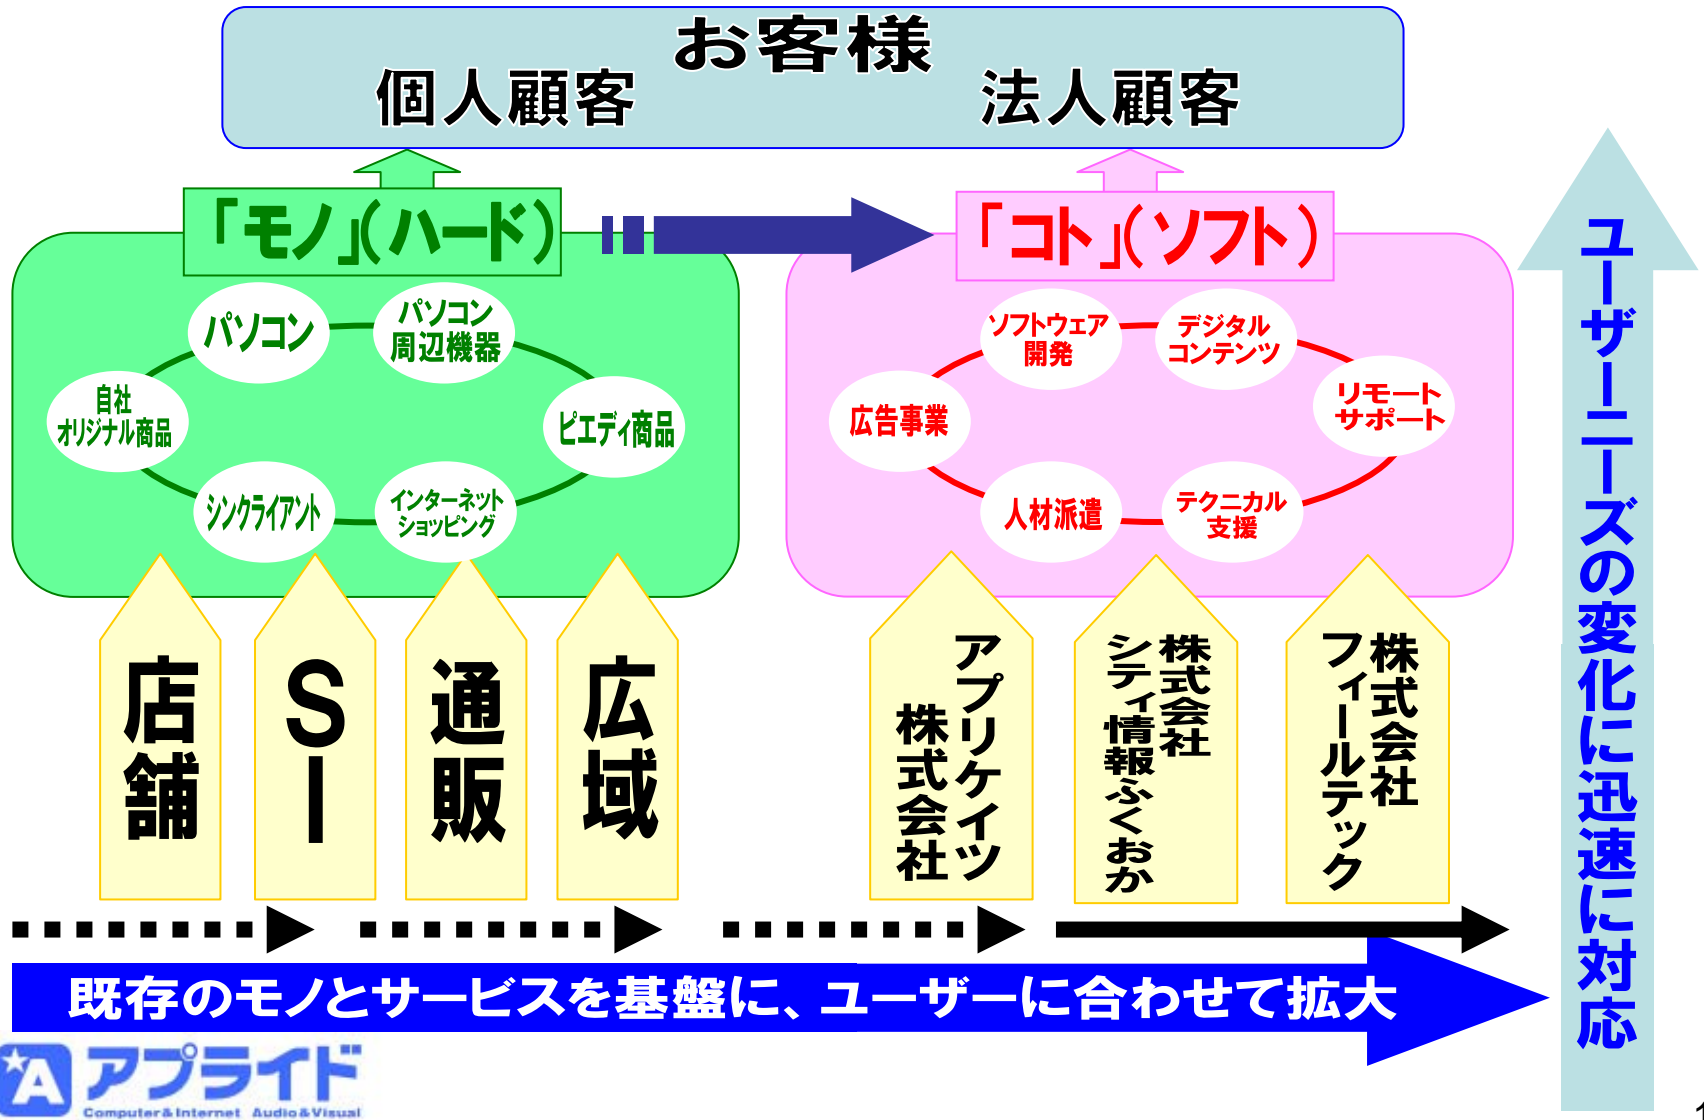 お客様
個人顧客
法人顧客
「モノ」(ハード)
「コト」(ソフト)
パソコン
パソコン
周辺機器
自社
オリジナル商品
ピエディ商品
シンクライアント
インターネット
ショッピング
ソフトウェア
開発
デジタル
コンテンツ
広告事業
リモート
サポート
人材派遣
テクニカル
支援
店舗
SI
通販
広域
アプリケイツ
株式会社
株式会社
シティ情報ふくおか
株式会社
フィールテック
ユーザーニーズの変化に迅速に対応
既存のモノとサービスを基盤に、ユーザーに合わせて拡大
A アプライド
Computer & Internet Audio & Visual
1